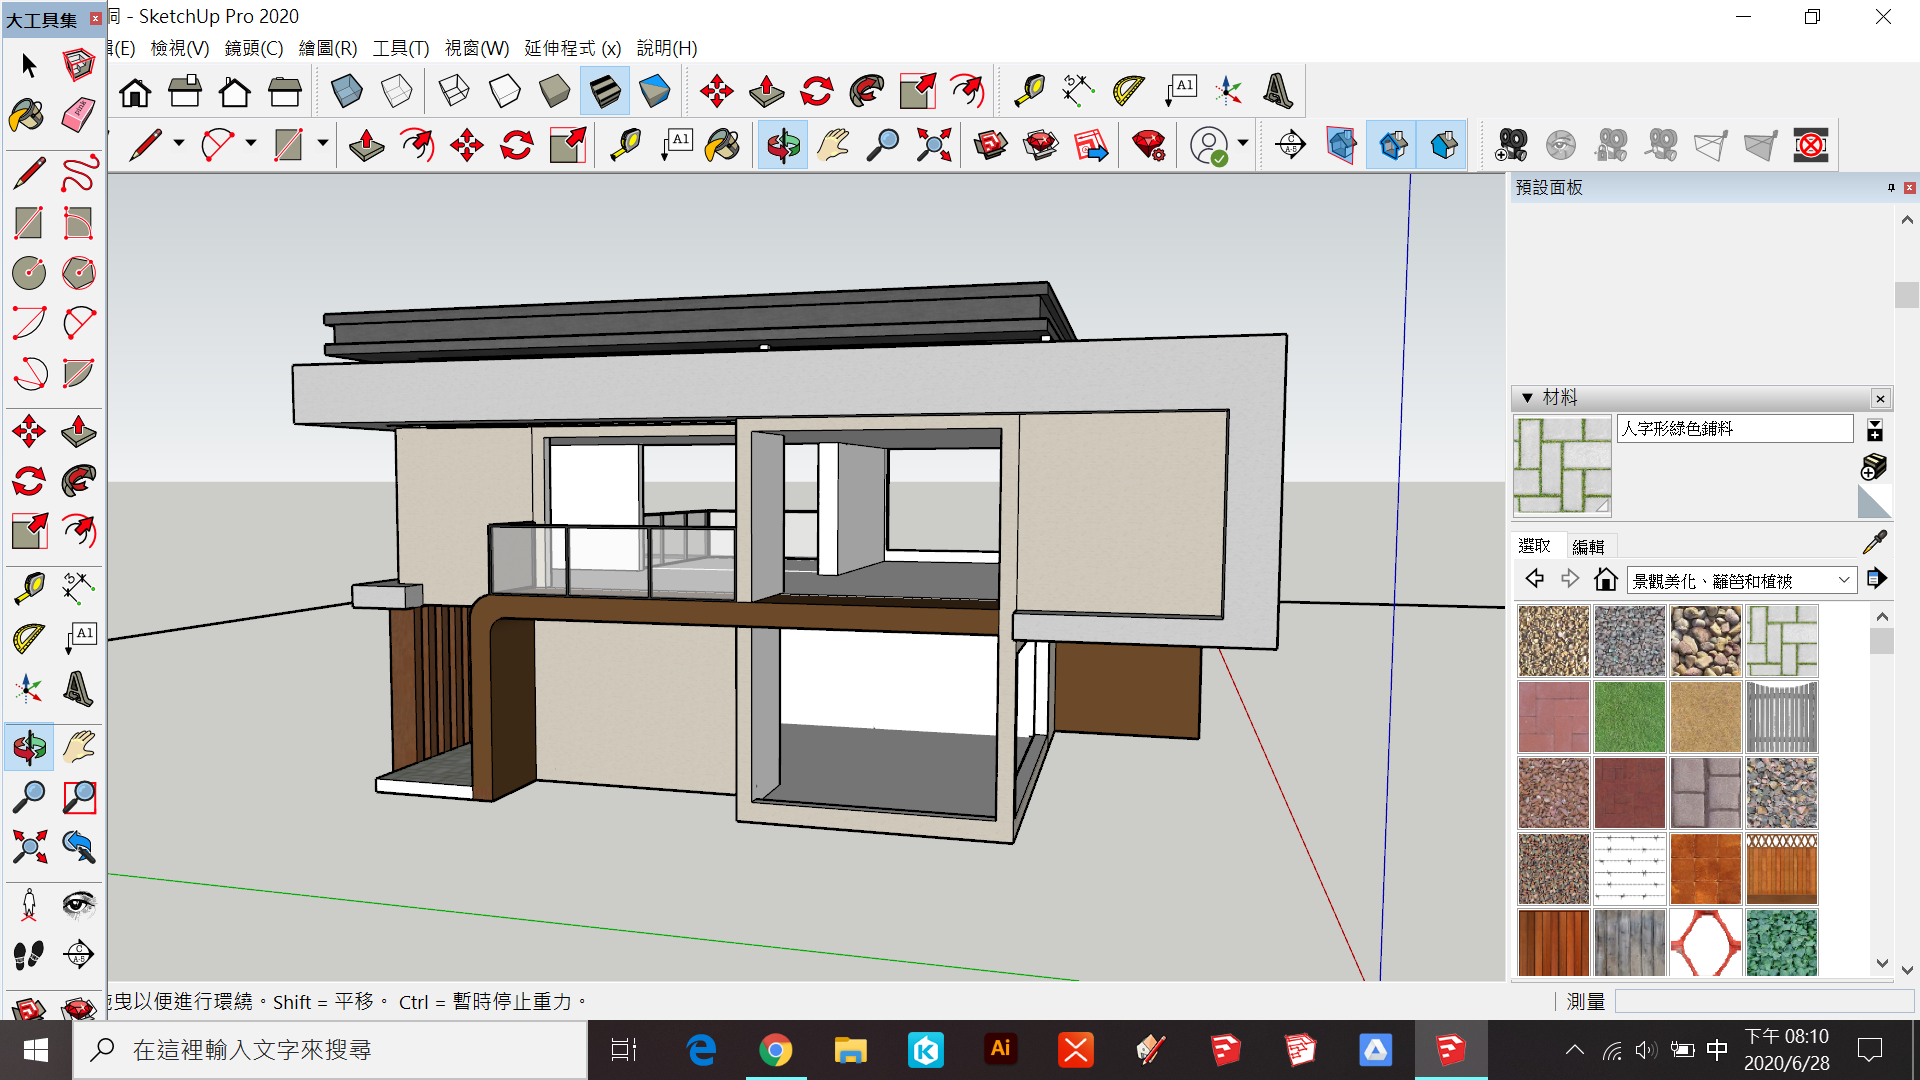 大工具集
洞 - SketchUp Pro 2020
(E) 檢視(V) 鏡頭(C) 繪圖(R) 工具(T) 視窗(W) 延伸程式 (x) 說明(H)
預設面板
材料
人字形綠色鋪料
選取 編輯
景觀美化、籬笆和植被
拖曳以便進行環繞。Shift = 平移。 Ctrl = 暫時停止重力。
測量
在這裡輸入文字來搜尋
Ai
中
下午 08:10
2020/6/28